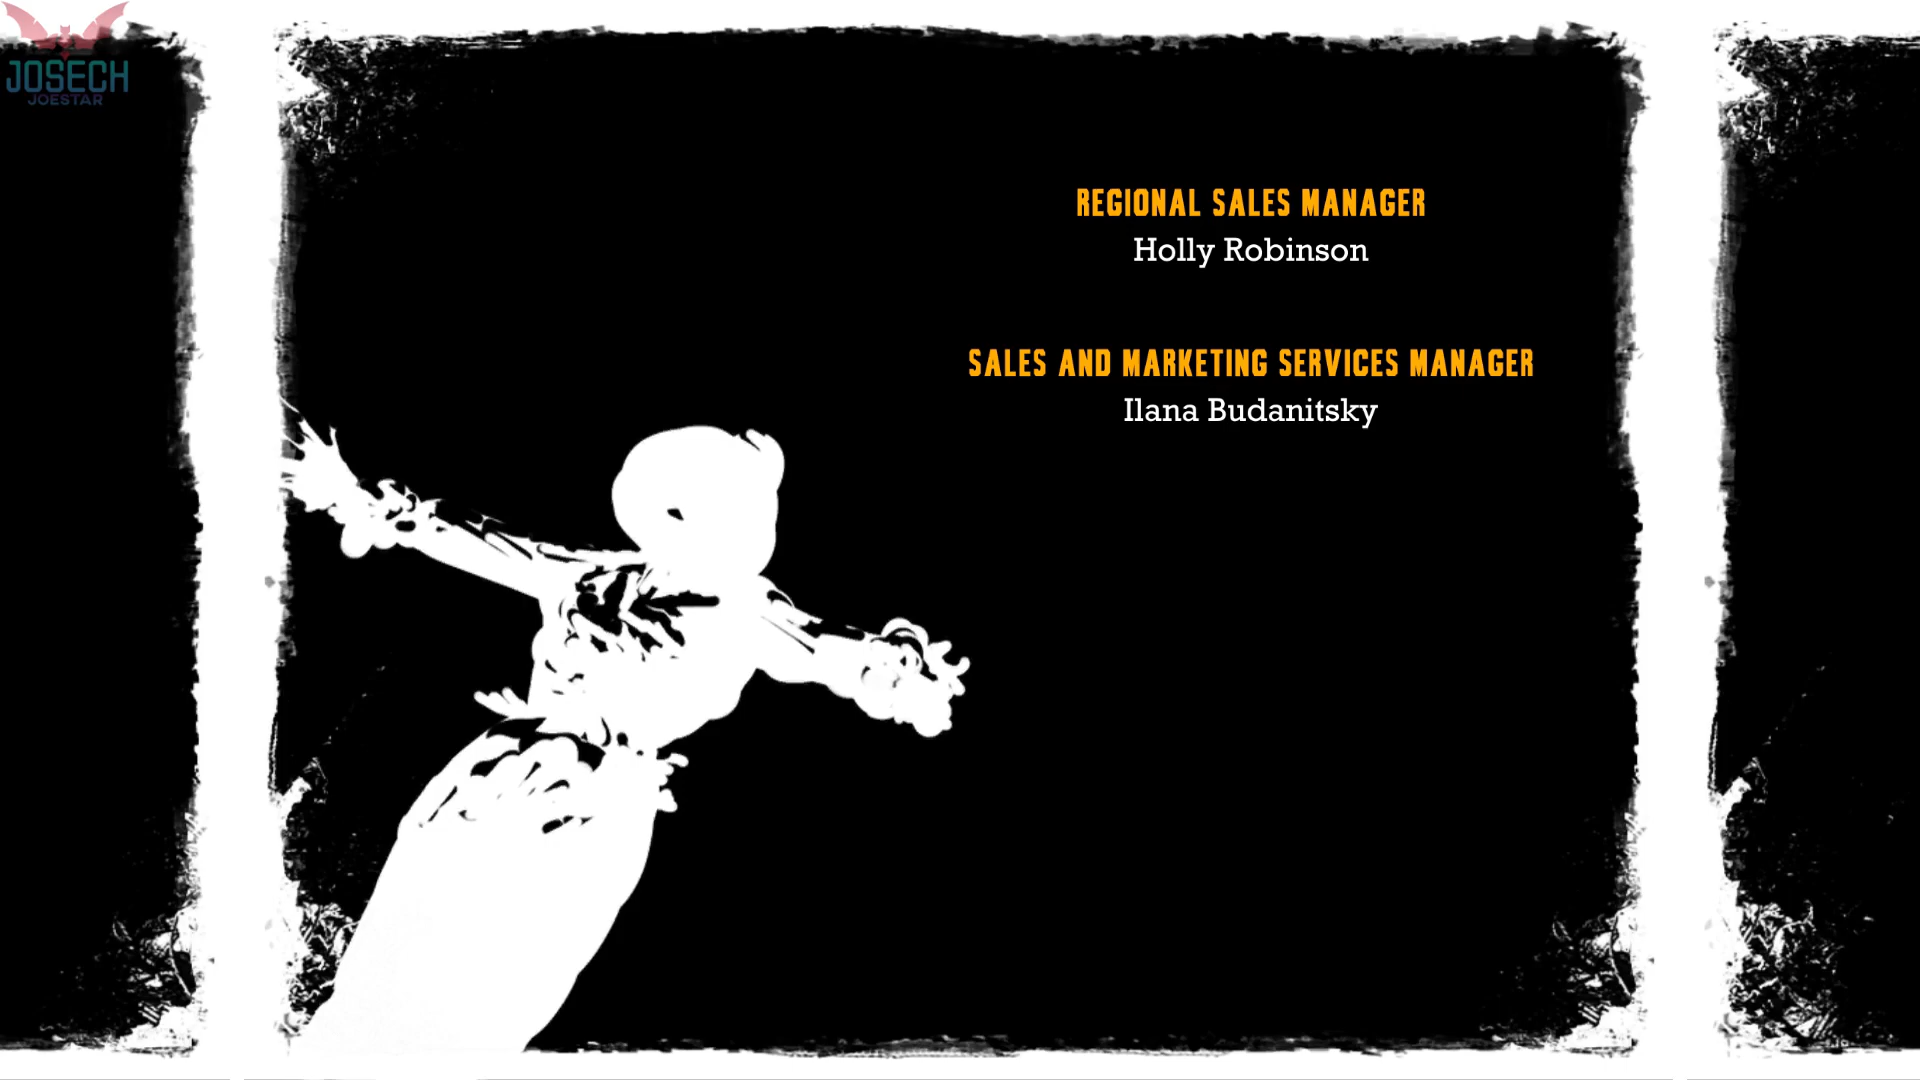 JOSECH
JOESTAR
REGIONAL SALES MANAGER
Holly Robinson
SALES AND MARKETING SERVICES MANAGER
Ilana Budanitsky